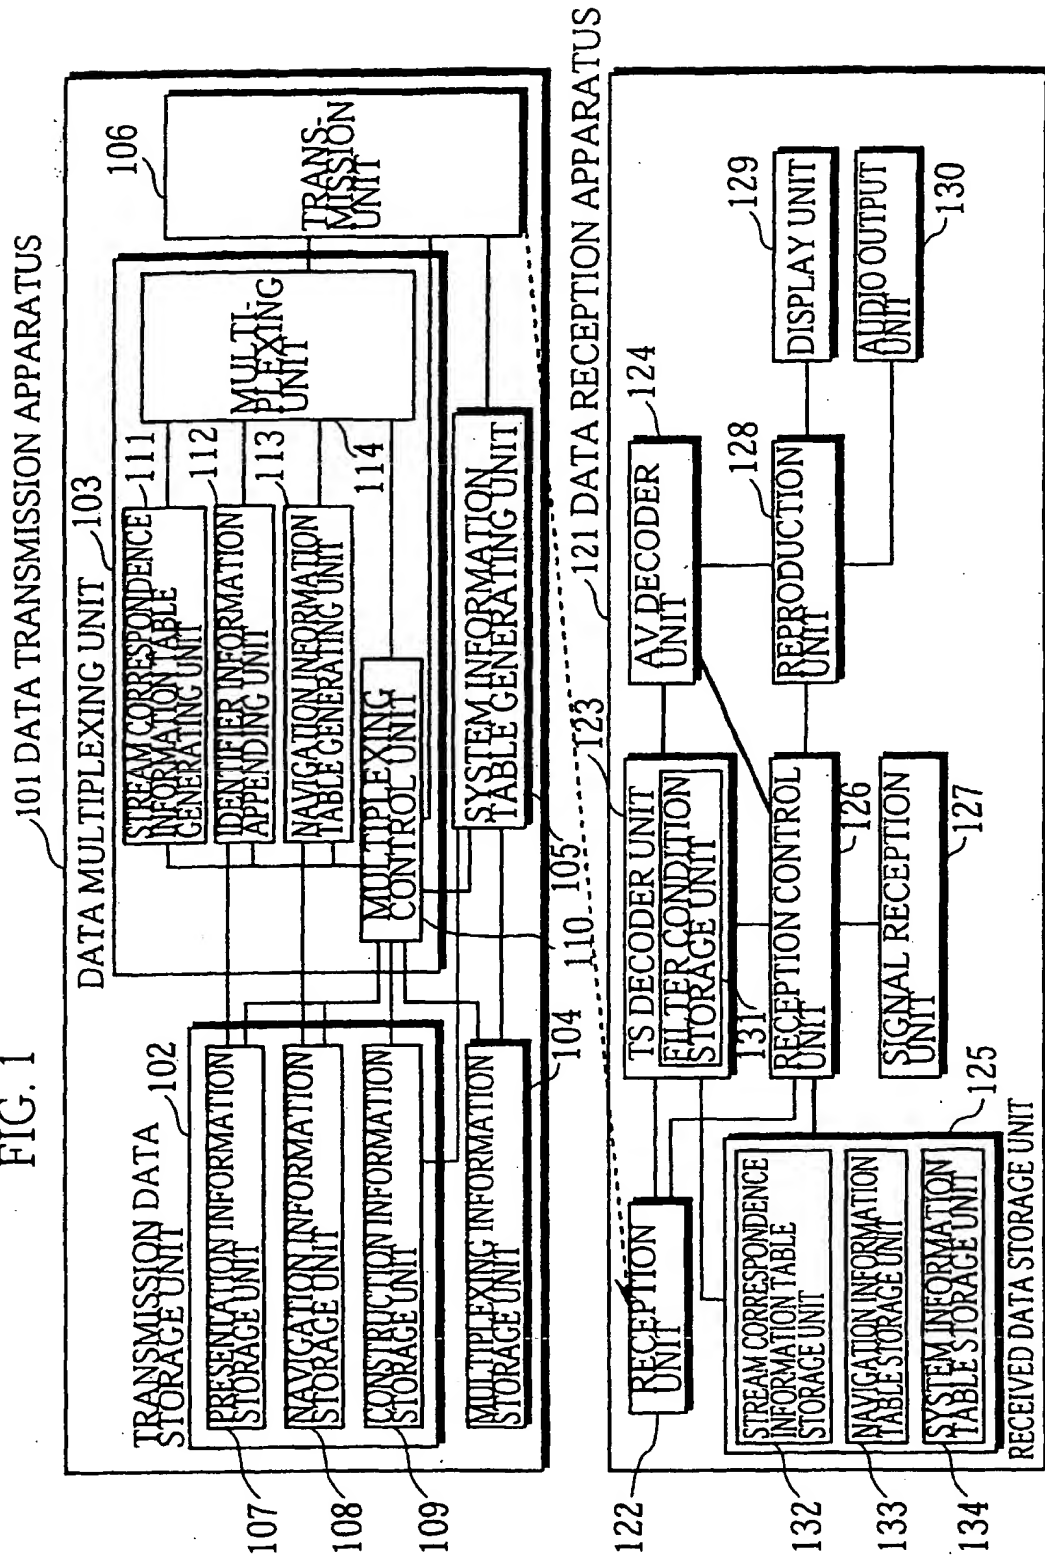 FIG. 1
101 DATA TRANSMISSION APPARATUS
DATA MULTIPLEXING UNIT
103
TRANSMISSION DATA
STORAGE UNIT
102
107
PRESENTATION INFORMATION
STORAGE UNIT
108
NAVIGATION INFORMATION
STORAGE UNIT
109
CONSTRUCTION INFORMATION
STORAGE UNIT
MULTIPLEXING INFORMATION
STORAGE UNIT
104
STREAM CORRESPONDENCE
INFORMATION TABLE
GENERATING UNIT
111
IDENTIFIER INFORMATION
APPENDING UNIT
112
NAVIGATION INFORMATION
TABLE GENERATING UNIT
113
MULTIPLEXING
CONTROL UNIT
110
MULTI-
PLEXING
UNIT
114
SYSTEM INFORMATION
TABLE GENERATING UNIT
105
TRANS-
MISSION
UNIT
106
121 DATA RECEPTION APPARATUS
RECEPTION
UNIT
122
TS DECODER UNIT
123
FILTER CONDITION
STORAGE UNIT
131
AV DECODER
UNIT
124
RECEPTION CONTROL
UNIT
126
SIGNAL RECEPTION
UNIT
127
REPRODUCTION
UNIT
128
DISPLAY UNIT
129
AUDIO OUTPUT
UNIT
130
125
STREAM CORRESPONDENCE
INFORMATION TABLE
STORAGE UNIT
132
NAVIGATION INFORMATION
TABLE STORAGE UNIT
133
SYSTEM INFORMATION
TABLE STORAGE UNIT
134
RECEIVED DATA STORAGE UNIT